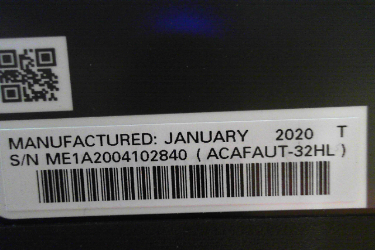 MANUFACTURED: JANUARY 2020 T
S/N ME1A2004102840 ( ACAFAUT-32HL )